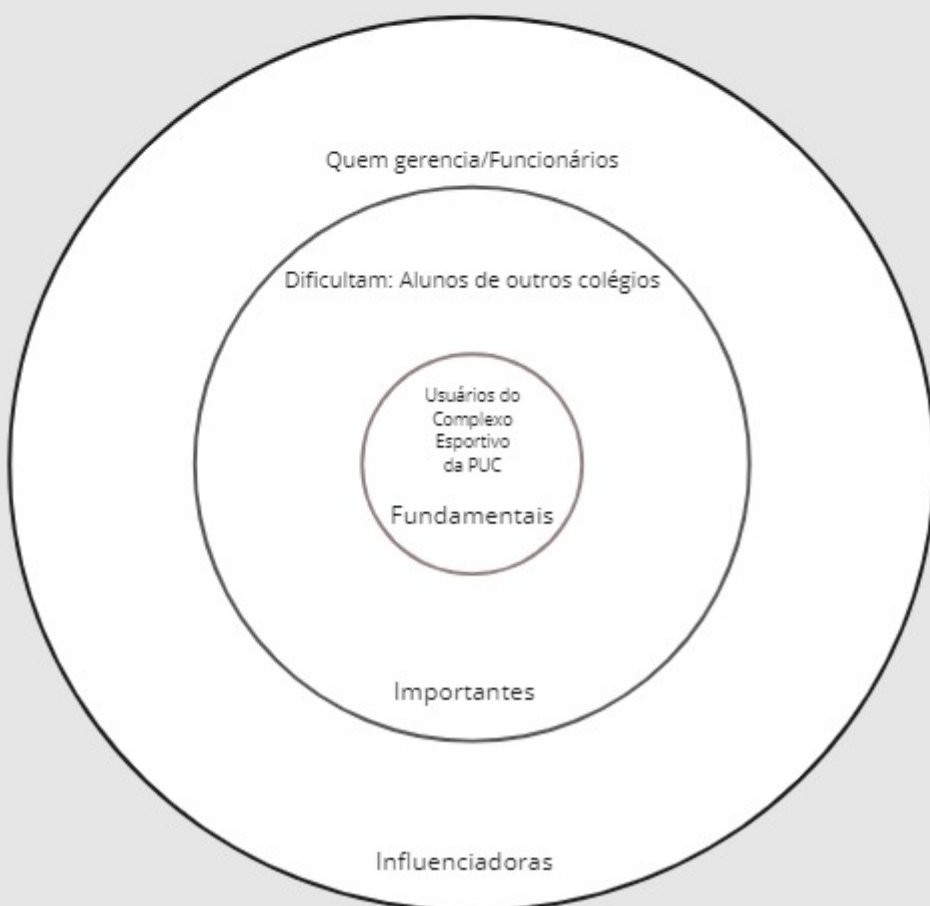 Quem gerencia/Funcionários
Dificultam: Alunos de outros colégios
Usuários do
Complexo
Esportivo
da PUC
Fundamentais
Importantes
Influenciadoras